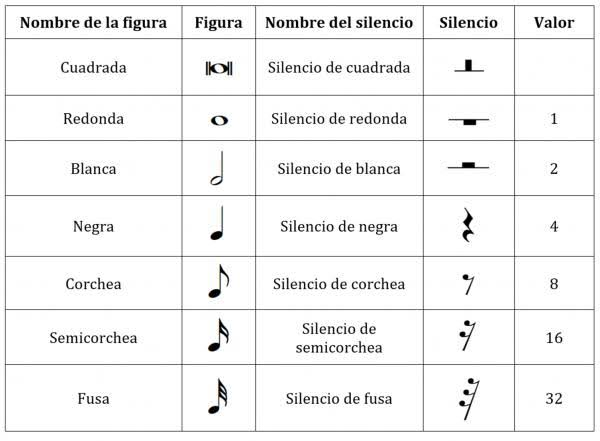 Nombre de la figura Figura Nombre del silencio Silencio Valor
Cuadrada Silencio de cuadrada
Redonda Silencio de redonda 1
Blanca Silencio de blanca 2
Negra Silencio de negra 4
Corchea Silencio de corchea 8
Semicorchea Silencio de
semicorchea 16
Fusa Silencio de fusa 32